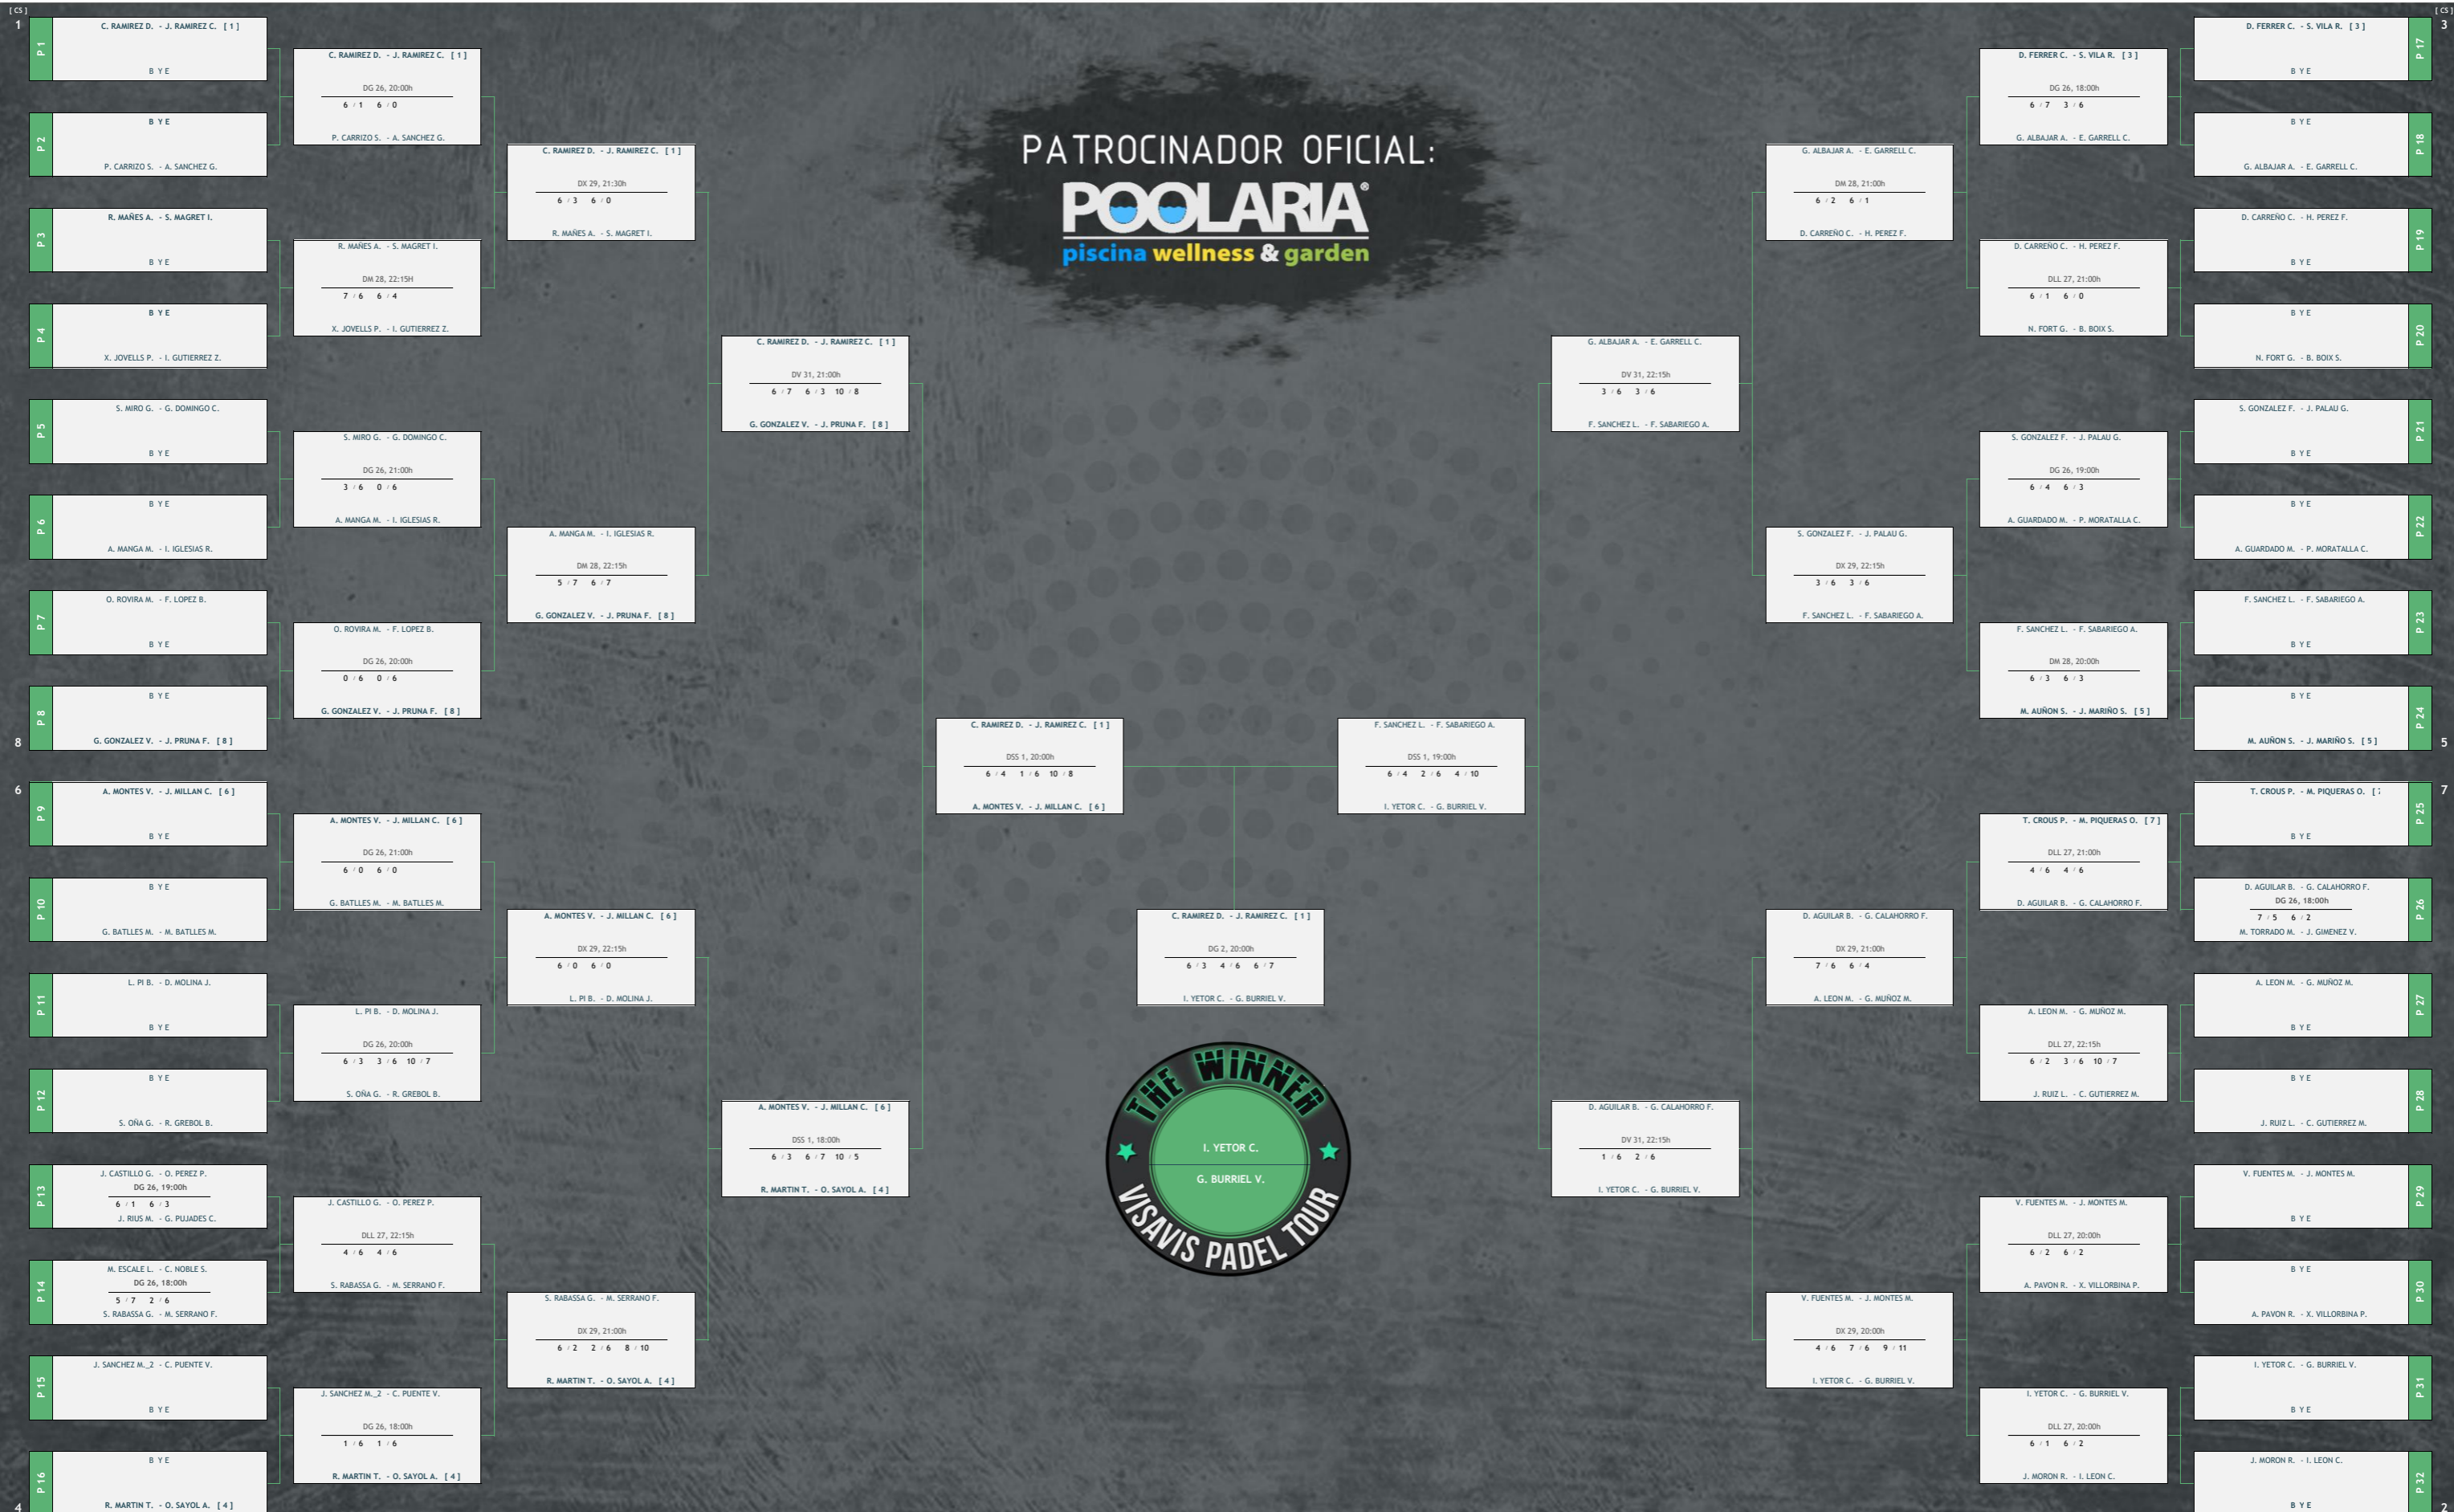 [ CS ]
1
P 1
C. RAMIREZ D. - J. RAMIREZ C. [ 1 ]
B Y E
P 2
B Y E
P. CARRIZO S. - A. SANCHEZ G.
P 3
R. MAÑES A. - S. MAGRET I.
B Y E
P 4
B Y E
X. JOVELLS P. - I. GUTIERREZ Z.
P 5
S. MIRO G. - G. DOMINGO C.
B Y E
P 6
B Y E
A. MANGA M. - I. IGLESIAS R.
P 7
O. ROVIRA M. - F. LOPEZ B.
B Y E
P 8
B Y E
G. GONZALEZ V. - J. PRUNA F. [ 8 ]
8
6
P 9
A. MONTES V. - J. MILLAN C. [ 6 ]
B Y E
P 10
B Y E
G. BATLLES M. - M. BATLLES M.
P 11
L. PI B. - D. MOLINA J.
B Y E
P 12
B Y E
S. OÑA G. - R. GREBOL B.
P 13
J. CASTILLO G. - O. PEREZ P.
DG 26, 19:00h
6 / 1 6 / 3
J. RIUS M. - G. PUJADES C.
P 14
M. ESCALE L. - C. NOBLE S.
DG 26, 18:00h
5 / 7 2 / 6
S. RABASSA G. - M. SERRANO F.
P 15
J. SANCHEZ M._2 - C. PUENTE V.
B Y E
P 16
B Y E
R. MARTIN T. - O. SAYOL A. [ 4 ]
4
C. RAMIREZ D. - J. RAMIREZ C. [ 1 ]
DG 26, 20:00h
6 / 1 6 / 0
P. CARRIZO S. - A. SANCHEZ G.
R. MAÑES A. - S. MAGRET I.
DM 28, 22:15H
7 / 6 6 / 4
X. JOVELLS P. - I. GUTIERREZ Z.
S. MIRO G. - G. DOMINGO C.
DG 26, 21:00h
3 / 6 0 / 6
A. MANGA M. - I. IGLESIAS R.
O. ROVIRA M. - F. LOPEZ B.
DG 26, 20:00h
0 / 6 0 / 6
G. GONZALEZ V. - J. PRUNA F. [ 8 ]
A. MONTES V. - J. MILLAN C. [ 6 ]
DG 26, 21:00h
6 / 0 6 / 0
G. BATLLES M. - M. BATLLES M.
L. PI B. - D. MOLINA J.
DG 26, 20:00h
6 / 3 3 / 6 10 / 7
S. OÑA G. - R. GREBOL B.
J. CASTILLO G. - O. PEREZ P.
DLL 27, 22:15h
4 / 6 4 / 6
S. RABASSA G. - M. SERRANO F.
J. SANCHEZ M._2 - C. PUENTE V.
DG 26, 18:00h
1 / 6 1 / 6
R. MARTIN T. - O. SAYOL A. [ 4 ]
C. RAMIREZ D. - J. RAMIREZ C. [ 1 ]
DX 29, 21:30h
6 / 3 6 / 0
R. MAÑES A. - S. MAGRET I.
A. MANGA M. - I. IGLESIAS R.
DM 28, 22:15h
5 / 7 6 / 7
G. GONZALEZ V. - J. PRUNA F. [ 8 ]
A. MONTES V. - J. MILLAN C. [ 6 ]
DX 29, 22:15h
6 / 0 6 / 0
L. PI B. - D. MOLINA J.
S. RABASSA G. - M. SERRANO F.
DX 29, 21:00h
6 / 2 2 / 6 8 / 10
R. MARTIN T. - O. SAYOL A. [ 4 ]
C. RAMIREZ D. - J. RAMIREZ C. [ 1 ]
DV 31, 21:00h
6 / 7 6 / 3 10 / 8
G. GONZALEZ V. - J. PRUNA F. [ 8 ]
A. MONTES V. - J. MILLAN C. [ 6 ]
DSS 1, 18:00h
6 / 3 6 / 7 10 / 5
R. MARTIN T. - O. SAYOL A. [ 4 ]
C. RAMIREZ D. - J. RAMIREZ C. [ 1 ]
DSS 1, 20:00h
6 / 4 1 / 6 10 / 8
A. MONTES V. - J. MILLAN C. [ 6 ]
PATROCINADOR OFICIAL:
POOLARIA®
piscina wellness & garden
C. RAMIREZ D. - J. RAMIREZ C. [ 1 ]
DG 2, 20:00h
6 / 3 4 / 6 6 / 7
I. YETOR C. - G. BURRIEL V.
THE WINNER
I. YETOR C.
G. BURRIEL V.
VISAVIS PADEL TOUR
F. SANCHEZ L. - F. SABARIEGO A.
DSS 1, 19:00h
6 / 4 2 / 6 4 / 10
I. YETOR C. - G. BURRIEL V.
G. ALBAJAR A. - E. GARRELL C.
DV 31, 22:15h
3 / 6 3 / 6
F. SANCHEZ L. - F. SABARIEGO A.
D. AGUILAR B. - G. CALAHORRO F.
DV 31, 22:15h
1 / 6 2 / 6
I. YETOR C. - G. BURRIEL V.
G. ALBAJAR A. - E. GARRELL C.
DM 28, 21:00h
6 / 2 6 / 1
D. CARREÑO C. - H. PEREZ F.
S. GONZALEZ F. - J. PALAU G.
DX 29, 22:15h
3 / 6 3 / 6
F. SANCHEZ L. - F. SABARIEGO A.
D. AGUILAR B. - G. CALAHORRO F.
DX 29, 21:00h
7 / 6 6 / 4
A. LEON M. - G. MUÑOZ M.
V. FUENTES M. - J. MONTES M.
DX 29, 20:00h
4 / 6 7 / 6 9 / 11
I. YETOR C. - G. BURRIEL V.
D. FERRER C. - S. VILA R. [ 3 ]
DG 26, 18:00h
6 / 7 3 / 6
G. ALBAJAR A. - E. GARRELL C.
D. CARREÑO C. - H. PEREZ F.
DLL 27, 21:00h
6 / 1 6 / 0
N. FORT G. - B. BOIX S.
S. GONZALEZ F. - J. PALAU G.
DG 26, 19:00h
6 / 4 6 / 3
A. GUARDADO M. - P. MORATALLA C.
F. SANCHEZ L. - F. SABARIEGO A.
DM 28, 20:00h
6 / 3 6 / 3
M. AUÑON S. - J. MARIÑO S. [ 5 ]
T. CROUS P. - M. PIQUERAS O. [ 7 ]
DLL 27, 21:00h
4 / 6 4 / 6
D. AGUILAR B. - G. CALAHORRO F.
A. LEON M. - G. MUÑOZ M.
DLL 27, 22:15h
6 / 2 3 / 6 10 / 7
J. RUIZ L. - C. GUTIERREZ M.
V. FUENTES M. - J. MONTES M.
DLL 27, 20:00h
6 / 2 6 / 2
A. PAVON R. - X. VILLORBINA P.
I. YETOR C. - G. BURRIEL V.
DLL 27, 20:00h
6 / 1 6 / 2
J. MORON R. - I. LEON C.
[ CS ]
3
D. FERRER C. - S. VILA R. [ 3 ]
B Y E
P 17
B Y E
G. ALBAJAR A. - E. GARRELL C.
P 18
D. CARREÑO C. - H. PEREZ F.
B Y E
P 19
B Y E
N. FORT G. - B. BOIX S.
P 20
S. GONZALEZ F. - J. PALAU G.
B Y E
P 21
B Y E
A. GUARDADO M. - P. MORATALLA C.
P 22
F. SANCHEZ L. - F. SABARIEGO A.
B Y E
P 23
B Y E
M. AUÑON S. - J. MARIÑO S. [ 5 ]
P 24
5
7
T. CROUS P. - M. PIQUERAS O. [
B Y E
P 25
D. AGUILAR B. - G. CALAHORRO F.
DG 26, 18:00h
7 / 5 6 / 2
M. TORRADO M. - J. GIMENEZ V.
P 26
A. LEON M. - G. MUÑOZ M.
B Y E
P 27
B Y E
J. RUIZ L. - C. GUTIERREZ M.
P 28
V. FUENTES M. - J. MONTES M.
B Y E
P 29
B Y E
A. PAVON R. - X. VILLORBINA P.
P 30
I. YETOR C. - G. BURRIEL V.
B Y E
P 31
J. MORON R. - I. LEON C.
B Y E
P 32
2